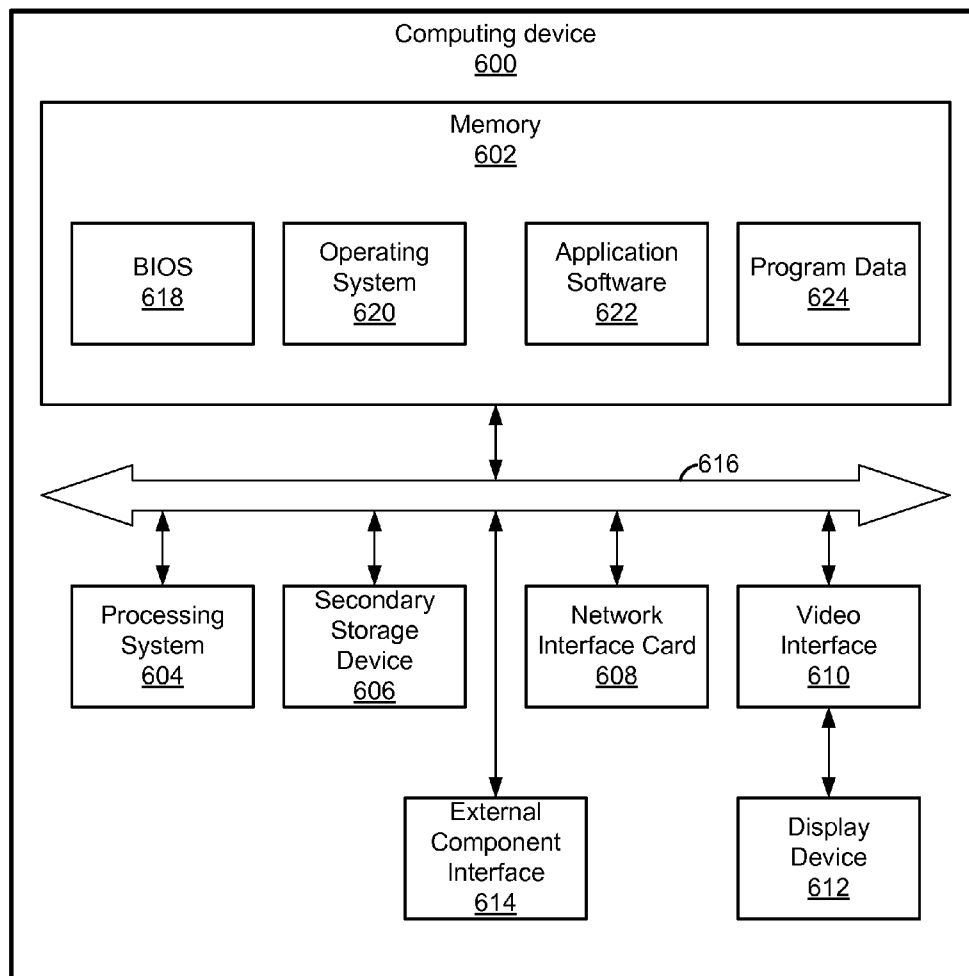 Computing device
600
Memory
602
BIOS
618
Operating
System
620
Application
Software
622
Program Data
624
616
Processing
System
604
Secondary
Storage
Device
606
Network
Interface Card
608
Video
Interface
610
External
Component
Interface
614
Display
Device
612